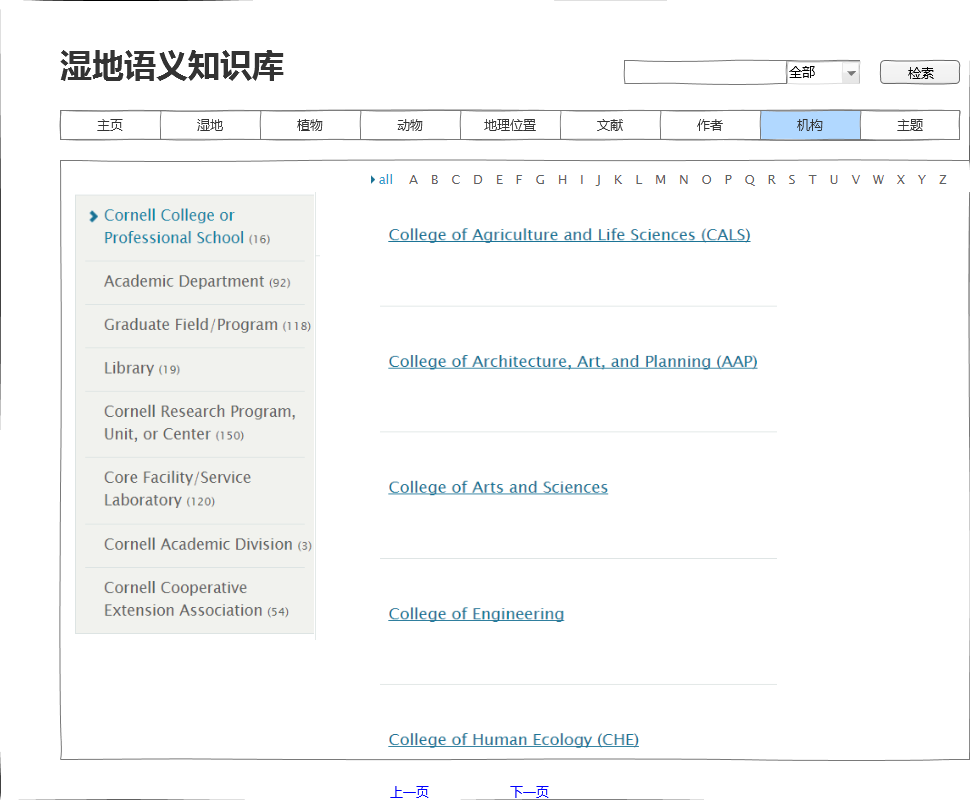 湿地语义知识库
全部 检索
主页 湿地 植物 动物 地理位置 文献 作者 机构 主题
all A B C D E F G H I J K L M N O P Q R S T U V W X Y Z
Cornell College or
Professional School (16)
Academic Department (92)
Graduate Field/Program (118)
Library (19)
Cornell Research Program,
Unit, or Center (150)
Core Facility/Service
Laboratory (120)
Cornell Academic Division (3)
Cornell Cooperative
Extension Association (54)
College of Agriculture and Life Sciences (CALS)
College of Architecture, Art, and Planning (AAP)
College of Arts and Sciences
College of Engineering
College of Human Ecology (CHE)
上一页 下一页